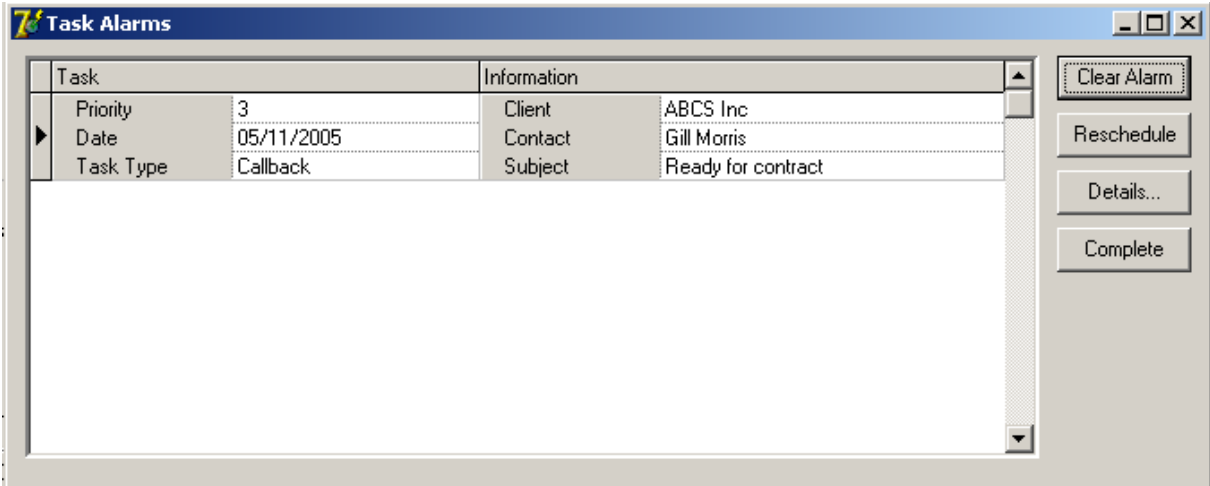 Task Alarms
Task Information
Priority 3 Client ABCS Inc
Date 05/11/2005 Contact Gill Morris
Task Type Callback Subject Ready for contract
Clear Alarm
Reschedule
Details...
Complete